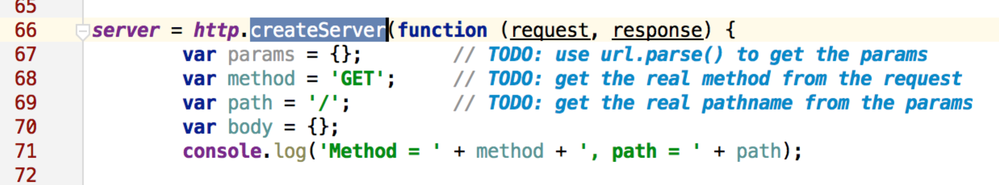 65
66 server = http.createServer(function (request, response) {
67 var params = {}; // TODO: use url.parse() to get the params
68 var method = 'GET'; // TODO: get the real method from the request
69 var path = '/'; // TODO: get the real pathname from the params
70 var body = {};
71 console.log('Method = ' + method + ', path = ' + path);
72